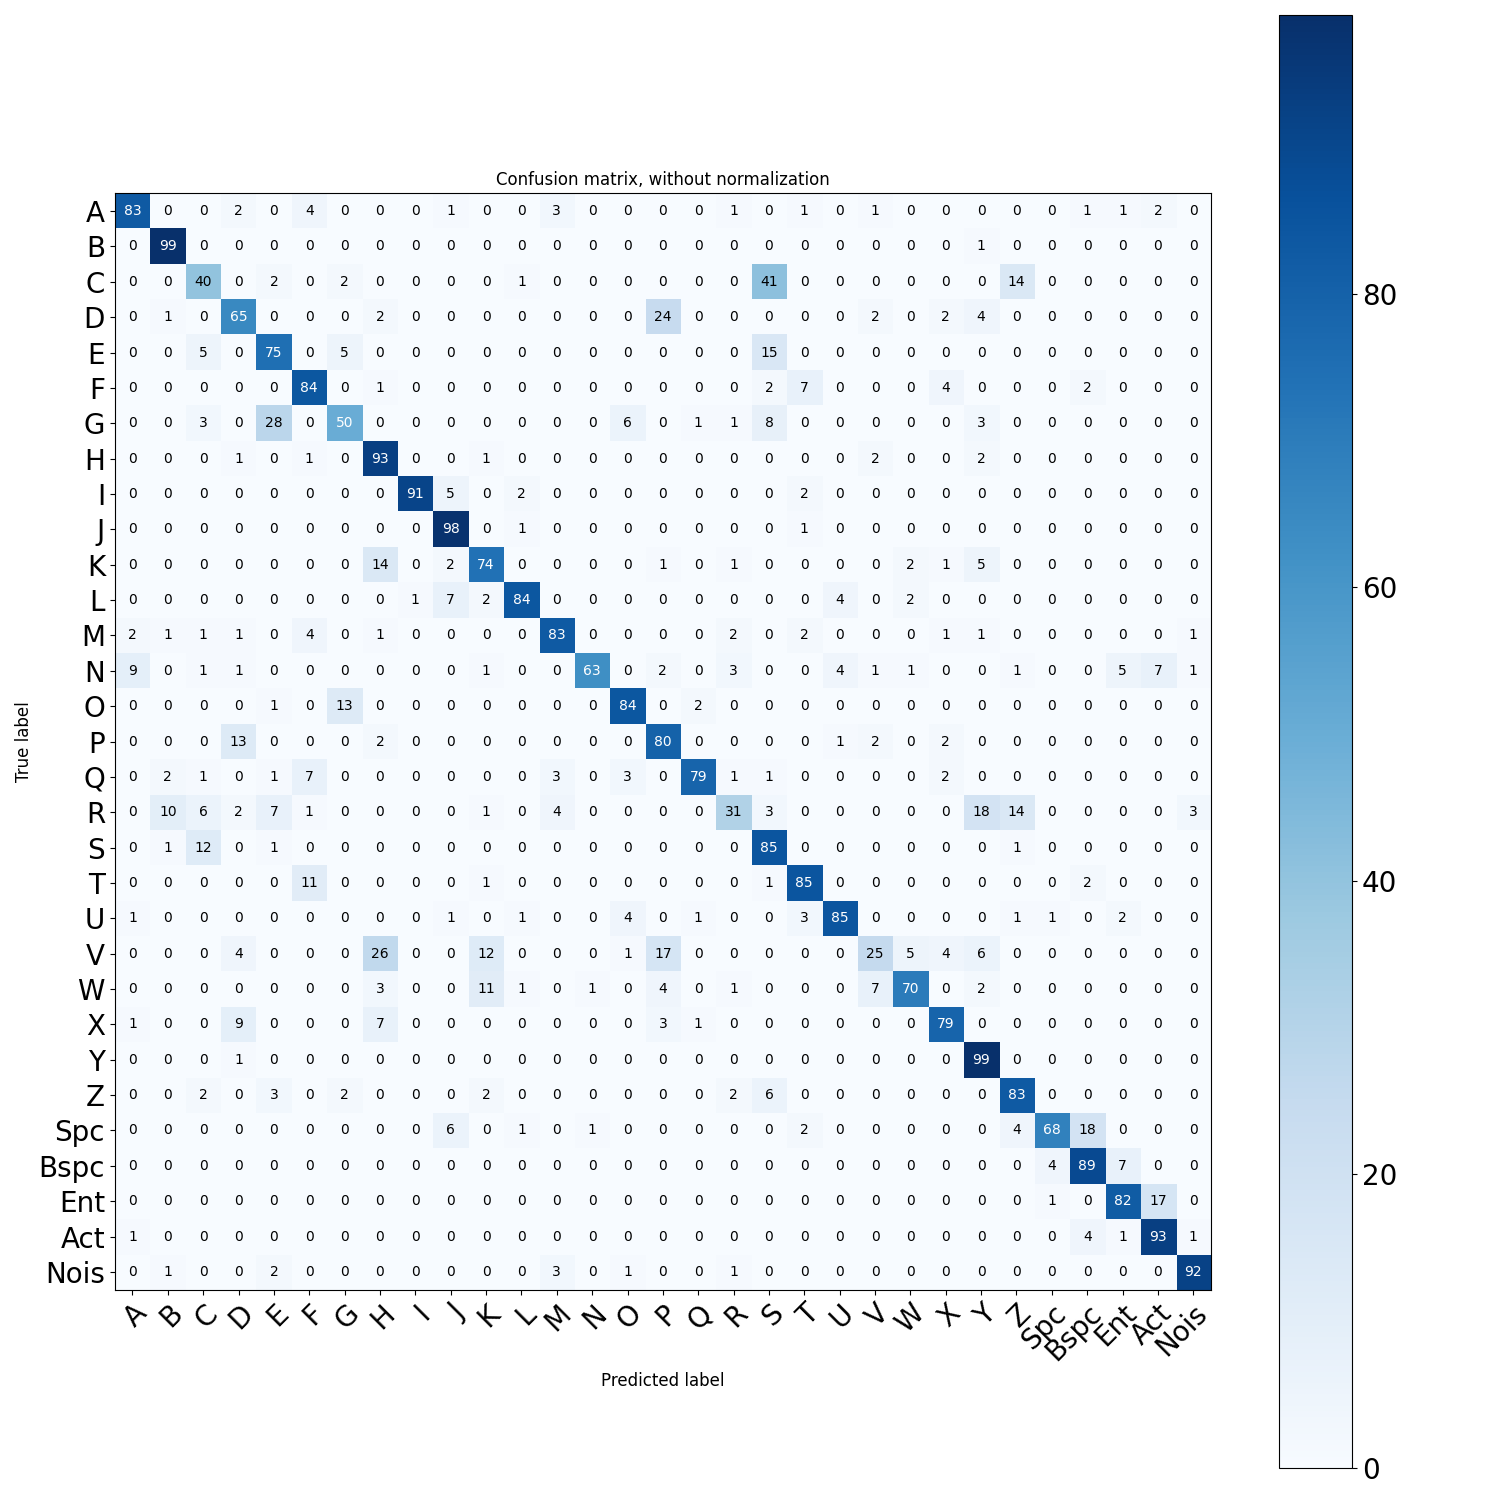 Confusion matrix, without normalization
A 83 0 0 2 0 4 0 0 0 1 0 0 3 0 0 0 0 1 0 1 0 1 0 0 0 0 0 1 1 2 0
B 0 99 0 0 0 0 0 0 0 0 0 0 0 0 0 0 0 0 0 0 0 0 0 0 1 0 0 0 0 0 0
C 0 0 40 0 2 0 2 0 0 0 0 1 0 0 0 0 0 0 41 0 0 0 0 0 0 14 0 0 0 0 0
D 0 1 0 65 0 0 0 2 0 0 0 0 0 0 0 24 0 0 0 0 0 2 0 2 4 0 0 0 0 0 0
E 0 0 5 0 75 0 5 0 0 0 0 0 0 0 0 0 0 0 15 0 0 0 0 0 0 0 0 0 0 0 0
F 0 0 0 0 0 84 0 1 0 0 0 0 0 0 0 0 0 0 2 7 0 0 0 4 0 0 0 2 0 0 0
G 0 0 3 0 28 0 50 0 0 0 0 0 0 0 6 0 1 1 8 0 0 0 0 0 3 0 0 0 0 0 0
H 0 0 0 1 0 1 0 93 0 0 1 0 0 0 0 0 0 0 0 0 0 2 0 0 2 0 0 0 0 0 0
I 0 0 0 0 0 0 0 0 91 5 0 2 0 0 0 0 0 0 0 2 0 0 0 0 0 0 0 0 0 0 0
J 0 0 0 0 0 0 0 0 0 98 0 1 0 0 0 0 0 0 0 1 0 0 0 0 0 0 0 0 0 0 0
K 0 0 0 0 0 0 0 14 0 2 74 0 0 0 0 1 0 1 0 0 0 0 2 1 5 0 0 0 0 0 0
L 0 0 0 0 0 0 0 0 1 7 2 84 0 0 0 0 0 0 0 0 4 0 2 0 0 0 0 0 0 0 0
M 2 1 1 1 0 4 0 1 0 0 0 0 83 0 0 0 0 2 0 2 0 0 0 1 1 0 0 0 0 0 1
N 9 0 1 1 0 0 0 0 0 0 1 0 0 63 0 2 0 3 0 0 4 1 1 0 0 1 0 0 5 7 1
O 0 0 0 0 1 0 13 0 0 0 0 0 0 0 84 0 2 0 0 0 0 0 0 0 0 0 0 0 0 0 0
P 0 0 0 13 0 0 0 2 0 0 0 0 0 0 0 80 0 0 0 0 1 2 0 2 0 0 0 0 0 0 0
Q 0 2 1 0 1 7 0 0 0 0 0 0 3 0 3 0 79 1 1 0 0 0 0 2 0 0 0 0 0 0 0
R 0 10 6 2 7 1 0 0 0 0 1 0 4 0 0 0 0 31 3 0 0 0 0 0 18 14 0 0 0 0 3
S 0 1 12 0 1 0 0 0 0 0 0 0 0 0 0 0 0 0 85 0 0 0 0 0 0 1 0 0 0 0 0
T 0 0 0 0 0 11 0 0 0 0 1 0 0 0 0 0 0 0 1 85 0 0 0 0 0 0 0 2 0 0 0
U 1 0 0 0 0 0 0 0 0 1 0 1 0 0 4 0 1 0 0 3 85 0 0 0 0 1 1 0 2 0 0
V 0 0 0 4 0 0 0 26 0 0 12 0 0 0 1 17 0 0 0 0 0 25 5 4 6 0 0 0 0 0 0
W 0 0 0 0 0 0 0 3 0 0 11 1 0 1 0 4 0 1 0 0 0 7 70 0 2 0 0 0 0 0 0
X 1 0 0 9 0 0 0 7 0 0 0 0 0 0 0 3 1 0 0 0 0 0 0 79 0 0 0 0 0 0 0
Y 0 0 0 1 0 0 0 0 0 0 0 0 0 0 0 0 0 0 0 0 0 0 0 0 99 0 0 0 0 0 0
Z 0 0 2 0 3 0 2 0 0 0 2 0 0 0 0 0 0 2 6 0 0 0 0 0 0 83 0 0 0 0 0
Spc 0 0 0 0 0 0 0 0 0 6 0 1 0 1 0 0 0 0 0 2 0 0 0 0 0 4 68 18 0 0 0
Bspc 0 0 0 0 0 0 0 0 0 0 0 0 0 0 0 0 0 0 0 0 0 0 0 0 0 0 4 89 7 0 0
Ent 0 0 0 0 0 0 0 0 0 0 0 0 0 0 0 0 0 0 0 0 0 0 0 0 0 0 1 0 82 17 0
Act 1 0 0 0 0 0 0 0 0 0 0 0 0 0 0 0 0 0 0 0 0 0 0 0 0 0 0 4 1 93 1
Nois 0 1 0 0 2 0 0 0 0 0 0 0 3 0 1 0 0 1 0 0 0 0 0 0 0 0 0 0 0 0 92
A B C D E F G H I J K L M N O P Q R S T U V W X Y Z Spc Bspc Ent Act Nois
Predicted label
True label
80
60
40
20
0